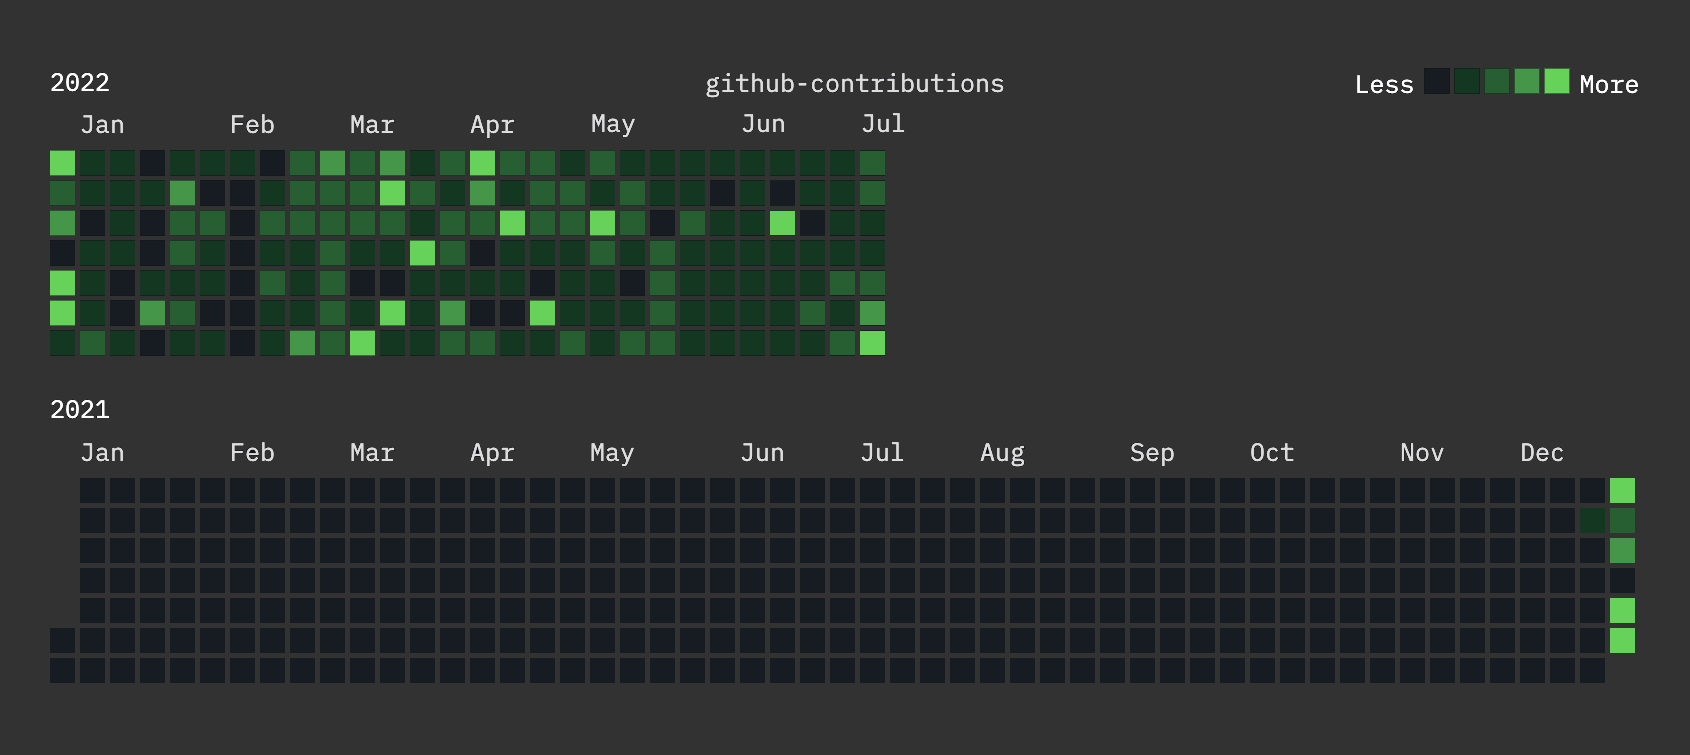 2022 github-contributions Less More
Jan Feb Mar Apr May Jun Jul
2021
Jan Feb Mar Apr May Jun Jul Aug Sep Oct Nov Dec